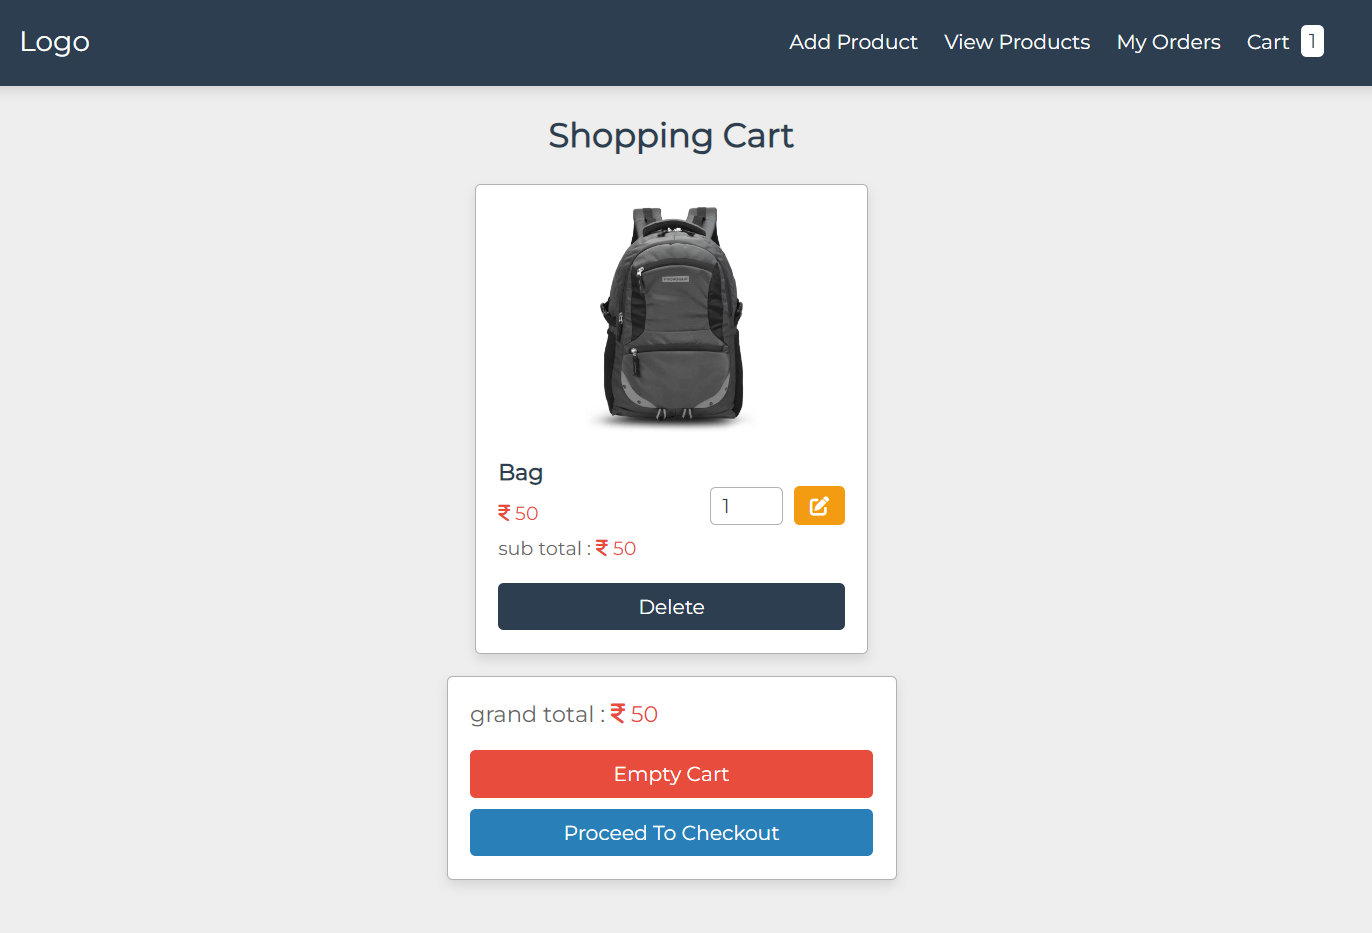 Logo
Add Product View Products My Orders Cart 1
Shopping Cart
Bag
₹ 50
1
sub total : ₹ 50
Delete
grand total : ₹ 50
Empty Cart
Proceed To Checkout